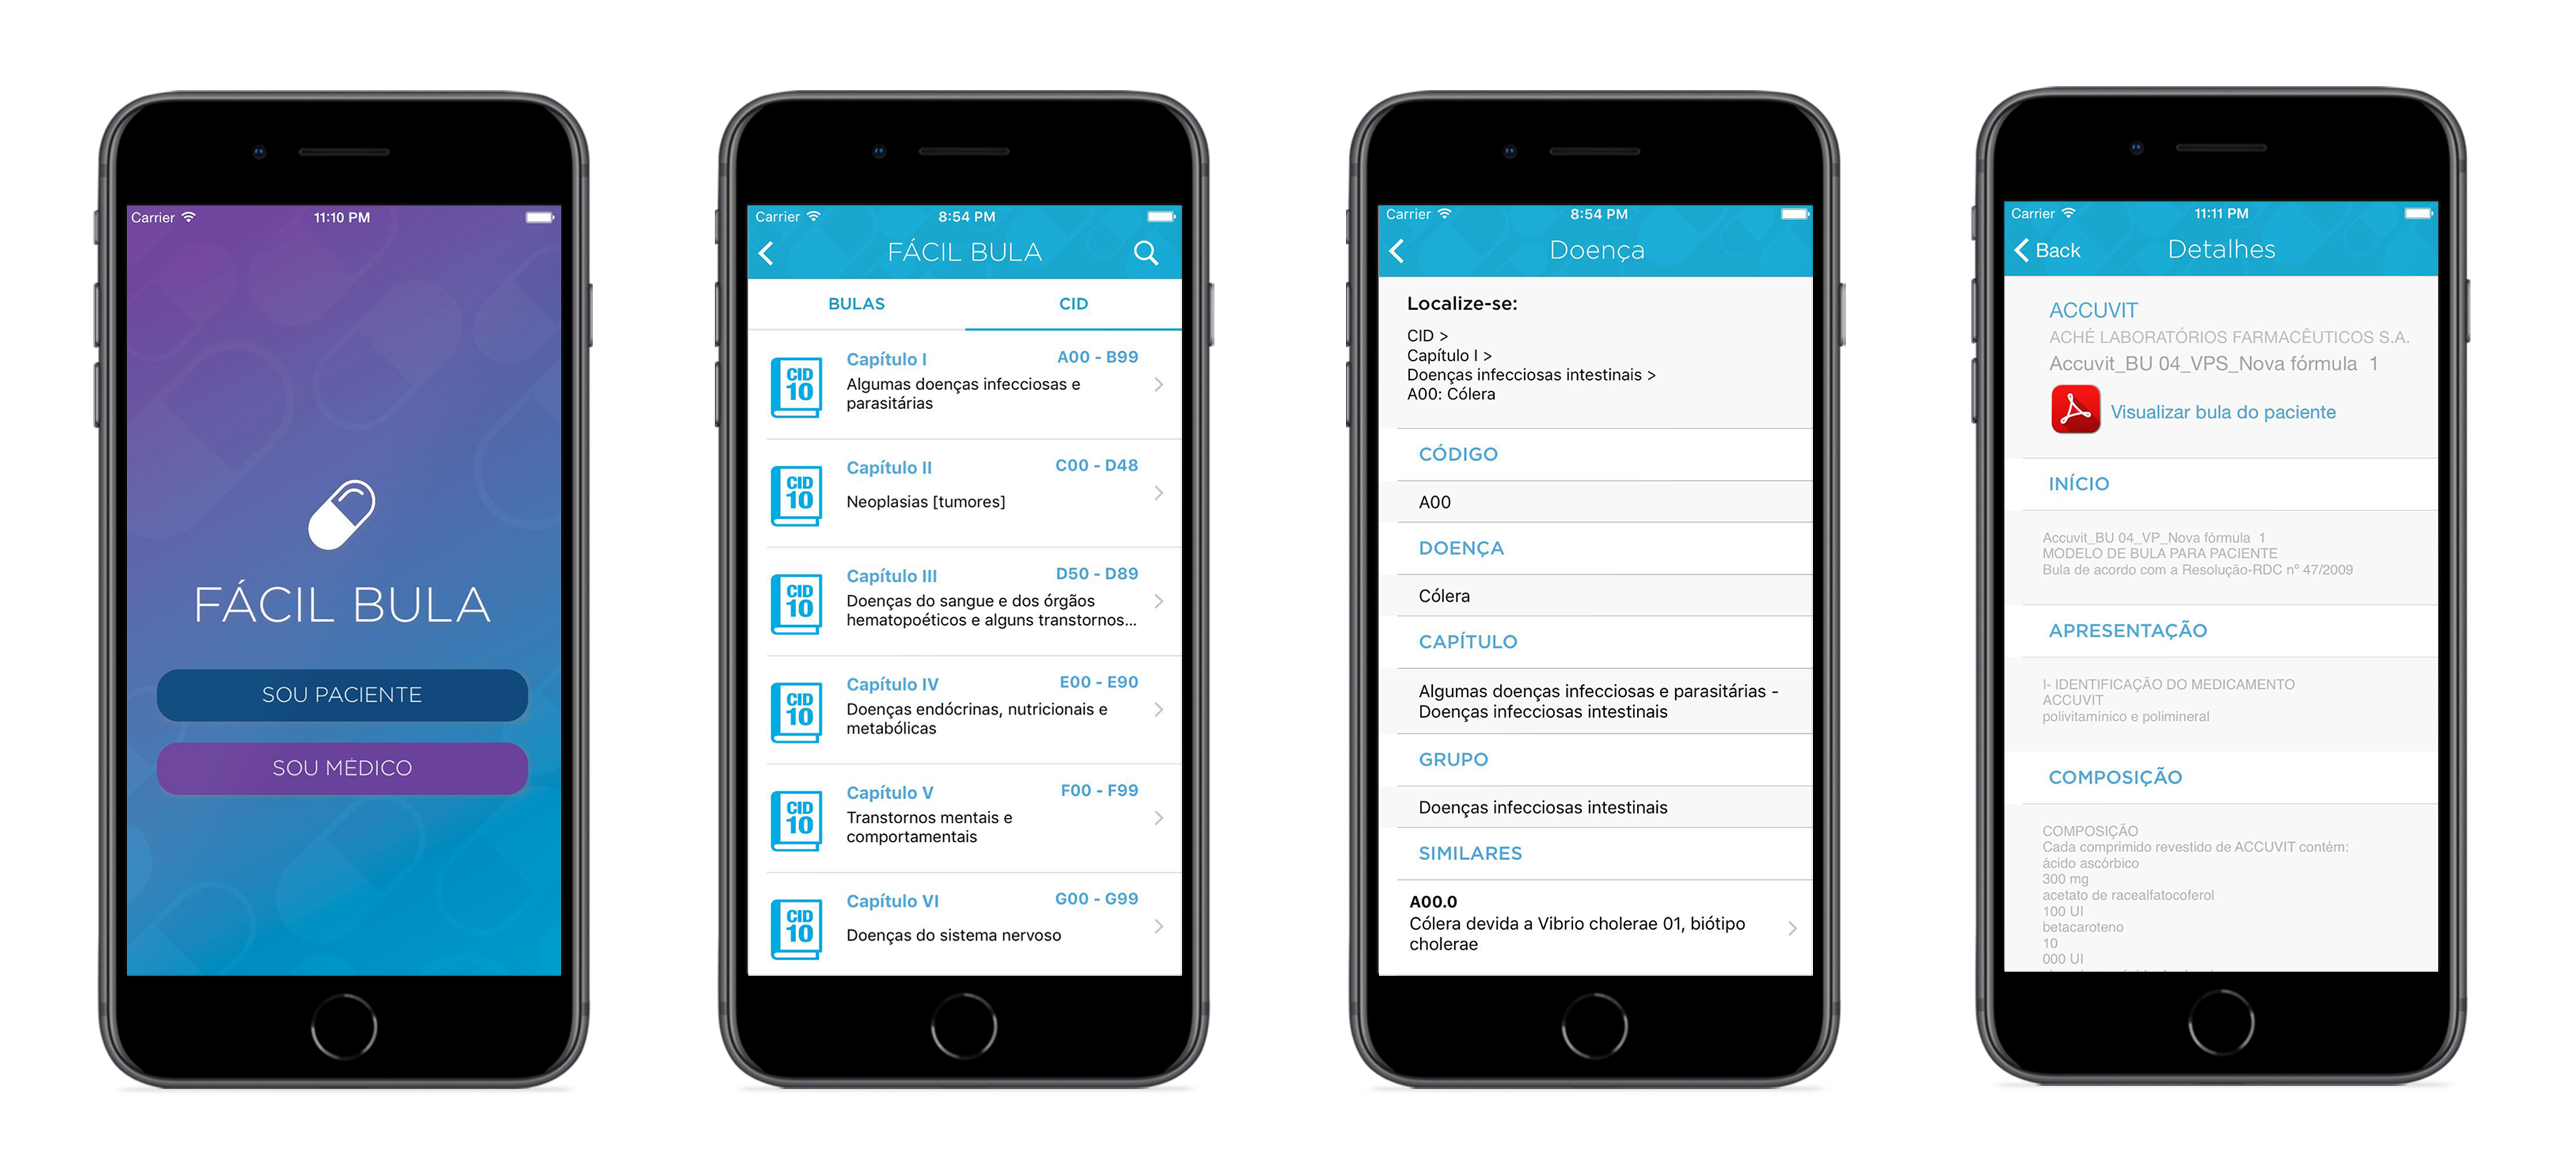 Carrier
11:10 PM
FÁCIL BULA
SOU PACIENTE
SOU MÉDICO
Carrier
8:54 PM
FÁCIL BULA
BULAS
CID
CID
10
Capítulo I
A00 - B99
Algumas doenças infecciosas e
parasitárias
CID
10
Capítulo II
C00 - D48
Neoplasias [tumores]
CID
10
Capítulo III
D50 - D89
Doenças do sangue e dos órgãos
hematopoéticos e alguns transtornos...
CID
10
Capítulo IV
E00 - E90
Doenças endócrinas, nutricionais e
metabólicas
CID
10
Capítulo V
F00 - F99
Transtornos mentais e
comportamentais
CID
10
Capítulo VI
G00 - G99
Doenças do sistema nervoso
Carrier
8:54 PM
Doença
Localize-se:
CID >
Capítulo I >
Doenças infecciosas intestinais >
A00: Cólera
CÓDIGO
A00
DOENÇA
Cólera
CAPÍTULO
Algumas doenças infecciosas e parasitárias -
Doenças infecciosas intestinais
GRUPO
Doenças infecciosas intestinais
SIMILARES
A00.0
Cólera devida a Vibrio cholerae 01, biótipo
cholerae
Carrier
11:11 PM
Back
Detalhes
ACCUVIT
ACHÉ LABORATÓRIOS FARMACÊUTICOS S.A.
Accuvit_BU 04_VPS_Nova fórmula 1
Visualizar bula do paciente
INÍCIO
Accuvit_BU 04_VP_Nova fórmula 1
MODELO DE BULA PARA PACIENTE
Bula de acordo com a Resolução-RDC nº 47/2009
APRESENTAÇÃO
I- IDENTIFICAÇÃO DO MEDICAMENTO
ACCUVIT
polivitamínico e polimineral
COMPOSIÇÃO
COMPOSIÇÃO
Cada comprimido revestido de ACCUVIT contém:
ácido ascórbico
300 mg
acetato de racealfatocoferol
100 UI
betacaroteno
10
000 UI